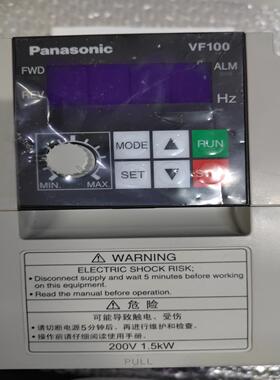 Panasonic VF100
FWD ALM
REV Hz
MODE RUN
SET
MIN. MAX
⚠ WARNING
ELECTRIC SHOCK RISK;
• Disconnect supply and wait 5 minutes before working
on this equipment.
• Read the manual before operation.
⚠ 危 险
可能导致触电、受伤
·请切断电源5分钟后，再进行维护和检查。
·操作前请仔细阅读使用手册.
200V 1.5kW
PULL